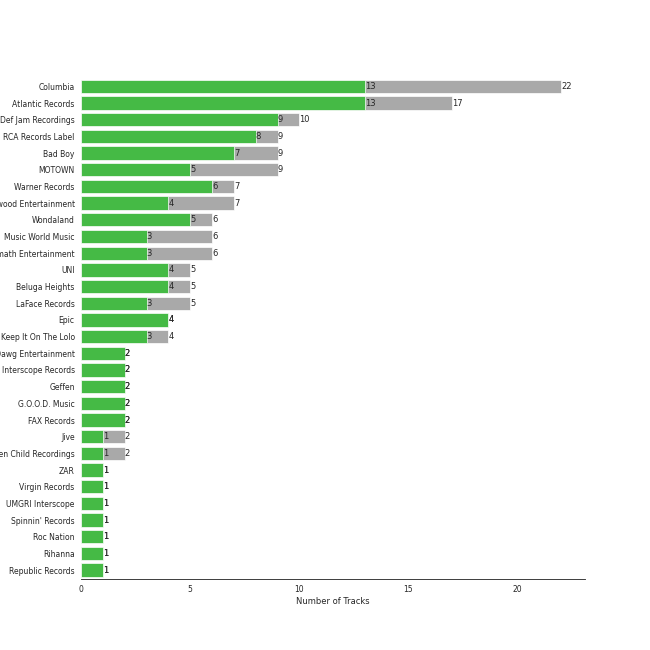 Columbia 13 22
Atlantic Records 13 17
Def Jam Recordings 9 10
RCA Records Label 8 9
Bad Boy 7 9
MOTOWN 5 9
Warner Records 6 7
Entertainment 4 7
Wondaland 5 6
Music World Music 3 6
Entertainment 3 6
UNI 4 5
Beluga Heights 4 5
LaFace Records 3 5
Epic 4
Keep It On The Lolo 3 4
Entertainment 2
Interscope Records 2
Geffen 2
G.O.O.D. Music 2
FAX Records 2
Jive 1 2
Child Recordings 1 2
ZAR 1
Virgin Records 1
UMGRI Interscope 1
Spinnin' Records 1
Roc Nation 1
Rihanna 1
Republic Records 1
0 5 10 15 20
Number of Tracks